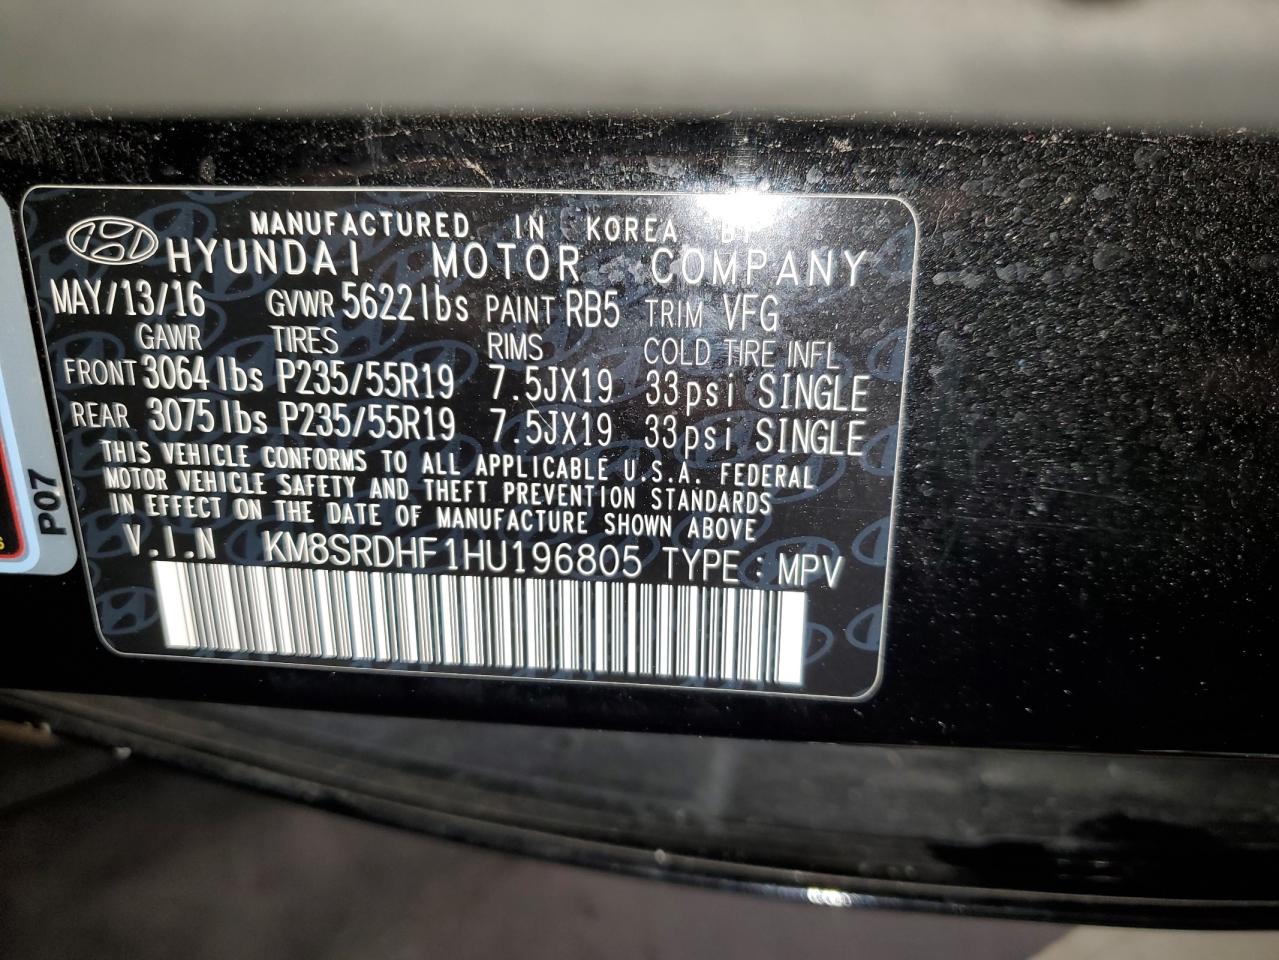 MANUFACTURED IN KOREA BY
HYUNDAI MOTOR COMPANY
MAY/13/16 GVWR 5622lbs PAINT RB5 TRIM VFG
GAWR TIRES RIMS COLD TIRE INFL
FRONT 3064lbs P235/55R19 7.5JX19 33psi SINGLE
REAR 3075lbs P235/55R19 7.5JX19 33psi SINGLE
THIS VEHICLE CONFORMS TO ALL APPLICABLE U.S.A. FEDERAL
MOTOR VEHICLE SAFETY AND THEFT PREVENTION STANDARDS
IN EFFECT ON THE DATE OF MANUFACTURE SHOWN ABOVE
V.I.N KM8SRDHF1HU196805 TYPE : MPV
P07